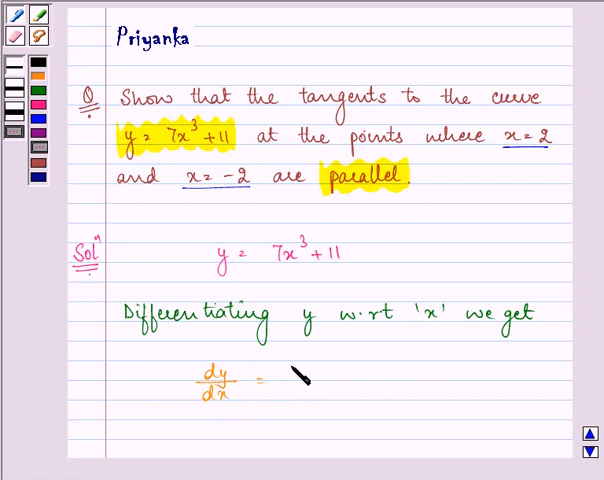 Priyanka
Q Show that the tangents to the curve
y = 7x³ + 11 at the points where x = 2
and x = -2 are parallel.
Solⁿ y = 7x³ + 11
Differentiating y w.r.t 'x' we get
dy/dx =